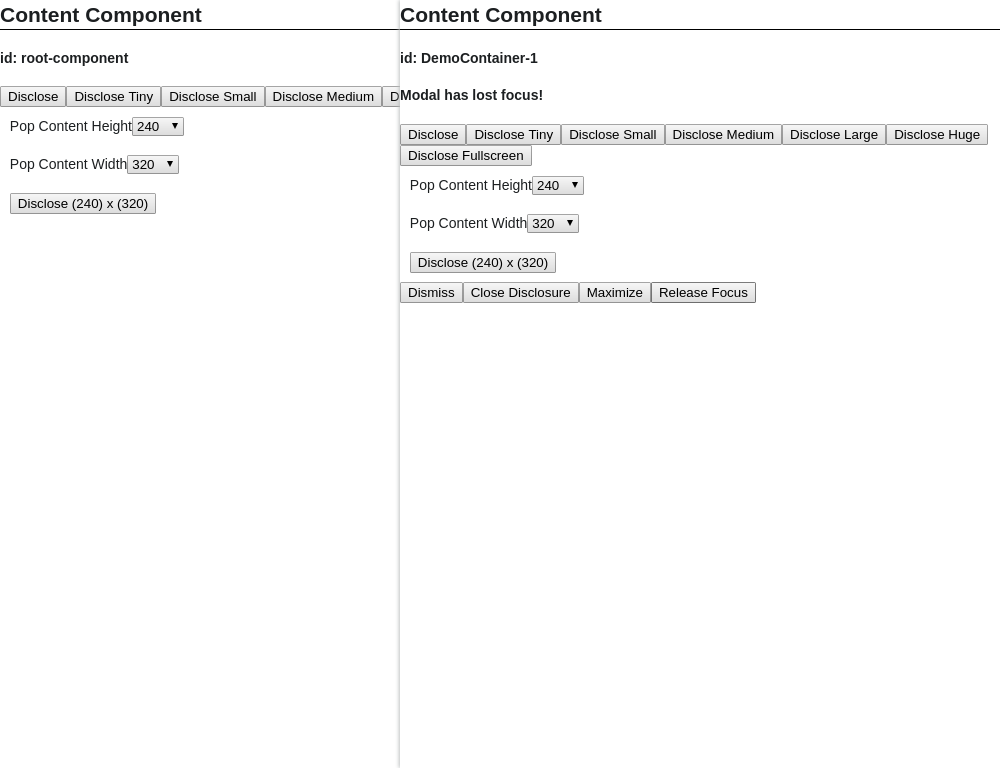 Content Component
id: root-component
Disclose Disclose Tiny Disclose Small Disclose Medium D
Pop Content Height 240
Pop Content Width 320
Disclose (240) x (320)
Content Component
id: DemoContainer-1
Modal has lost focus!
Disclose Disclose Tiny Disclose Small Disclose Medium Disclose Large Disclose Huge
Disclose Fullscreen
Pop Content Height 240
Pop Content Width 320
Disclose (240) x (320)
Dismiss Close Disclosure Maximize Release Focus